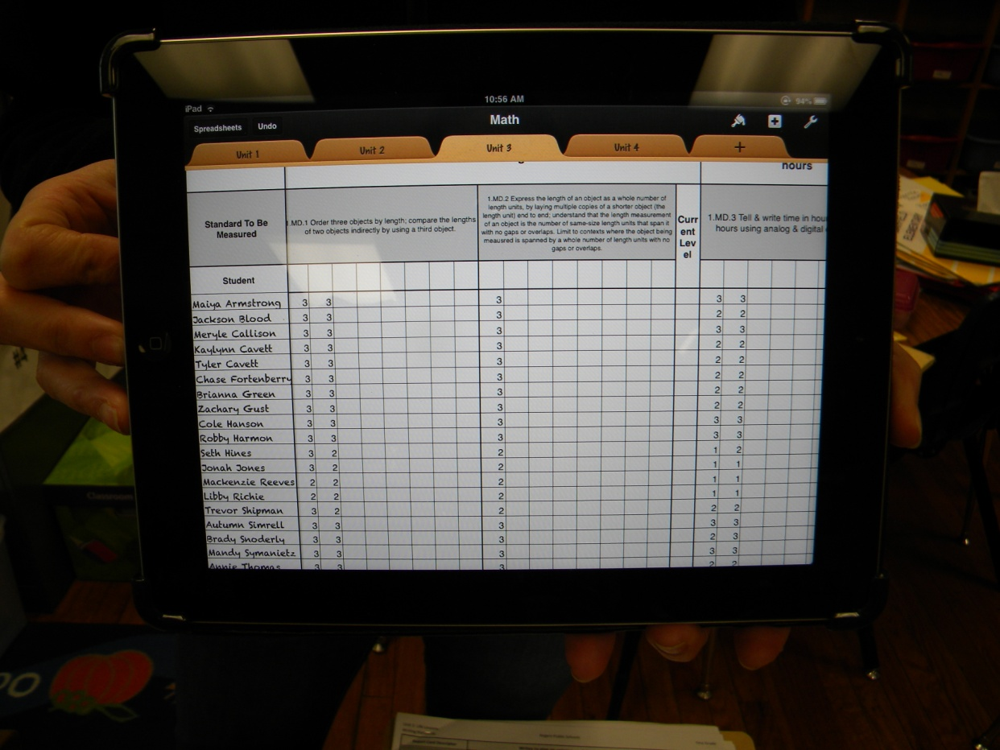 iPad 10:56 AM 94%
Spreadsheets Undo Math
Unit 1 Unit 2 Unit 3 Unit 4 +
hours
Standard To Be
Measured
.MD.1 Order three objects by length; compare the lengths
of two objects indirectly by using a third object.
1.MD.2 Express the length of an object as a whole number of
length units, by laying multiple copies of a shorter object (the
length unit) end to end; understand that the length measurement
of an object is the number of same-size length units that span it
with no gaps or overlaps. Limit to contexts where the object being
meausred is spanned by a whole number of length units with no
gaps or overlaps.
Curr
ent
Lev
el
1.MD.3 Tell & write time in hou
hours using analog & digital
Student
Maiya Armstrong 3 3 3 3 3
Jackson Blood 3 3 3 2 2
Meryle Callison 3 3 3 3 3
Kaylynn Cavett 3 3 3 2 2
Tyler Cavett 3 3 3 2 2
Chase Fortenberry 3 3 3 2 2
Brianna Green 3 3 3 2 2
Zachary Gust 3 3 3 2 2
Cole Hanson 3 3 3 3 3
Robby Harmon 3 3 3 3 3
Seth Hines 3 2 2 1 2
Jonah Jones 3 2 2 1 1
Mackenzie Reeves 2 2 2 1 1
Libby Richie 2 2 2 1 1
Trevor Shipman 3 2 2 2 2
Autumn Simrell 3 3 3 3 3
Brady Snoderly 3 3 3 2 3
Mandy Symanietz 3 3 3 3 3
Annie Thomas 3 3 3 2 2